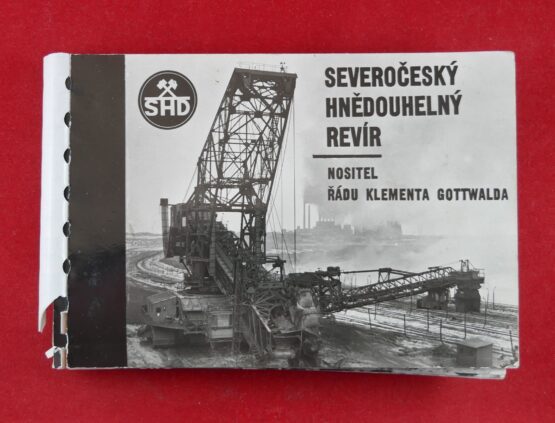 SHD
SEVEROČESKÝ
HNĚDOUHELNÝ
REVÍR
NOSITEL
ŘÁDU KLEMENTA GOTTWALDA